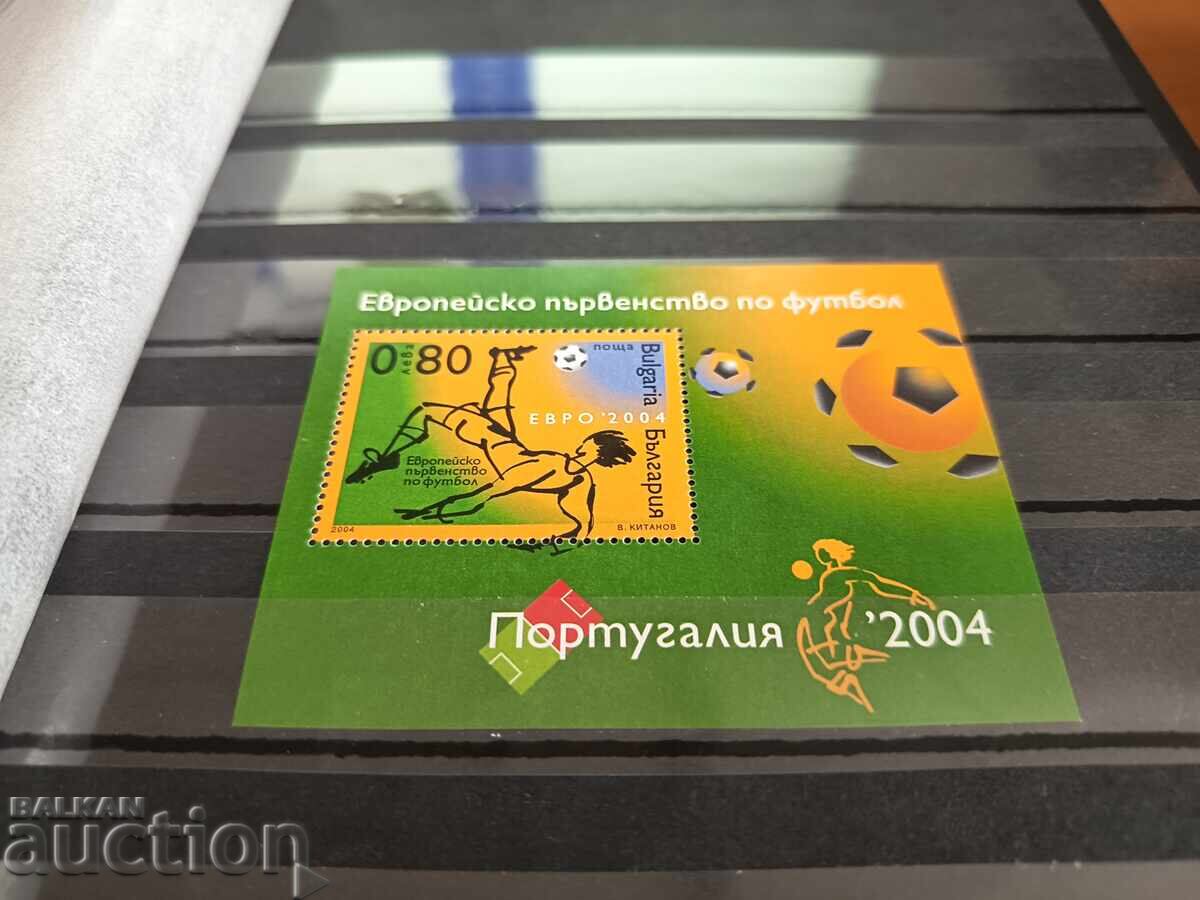 Европейско първенство по футбол
0.80
лева
поща
Bulgaria България
ЕВРО '2004
Европейско
първенство
по футбол
2004
В. КИТАНОВ
Португалия '2004
BALKAN
auction